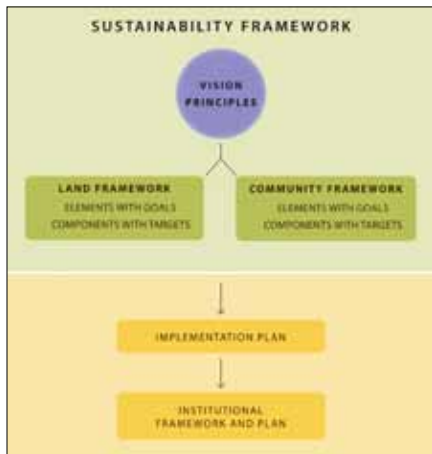 SUSTAINABILITY FRAMEWORK
VISION
PRINCIPLES
LAND FRAMEWORK
ELEMENTS WITH GOALS
COMPONENTS WITH TARGETS
COMMUNITY FRAMEWORK
ELEMENTS WITH GOALS
COMPONENTS WITH TARGETS
IMPLEMENTATION PLAN
INSTITUTIONAL
FRAMEWORK AND PLAN